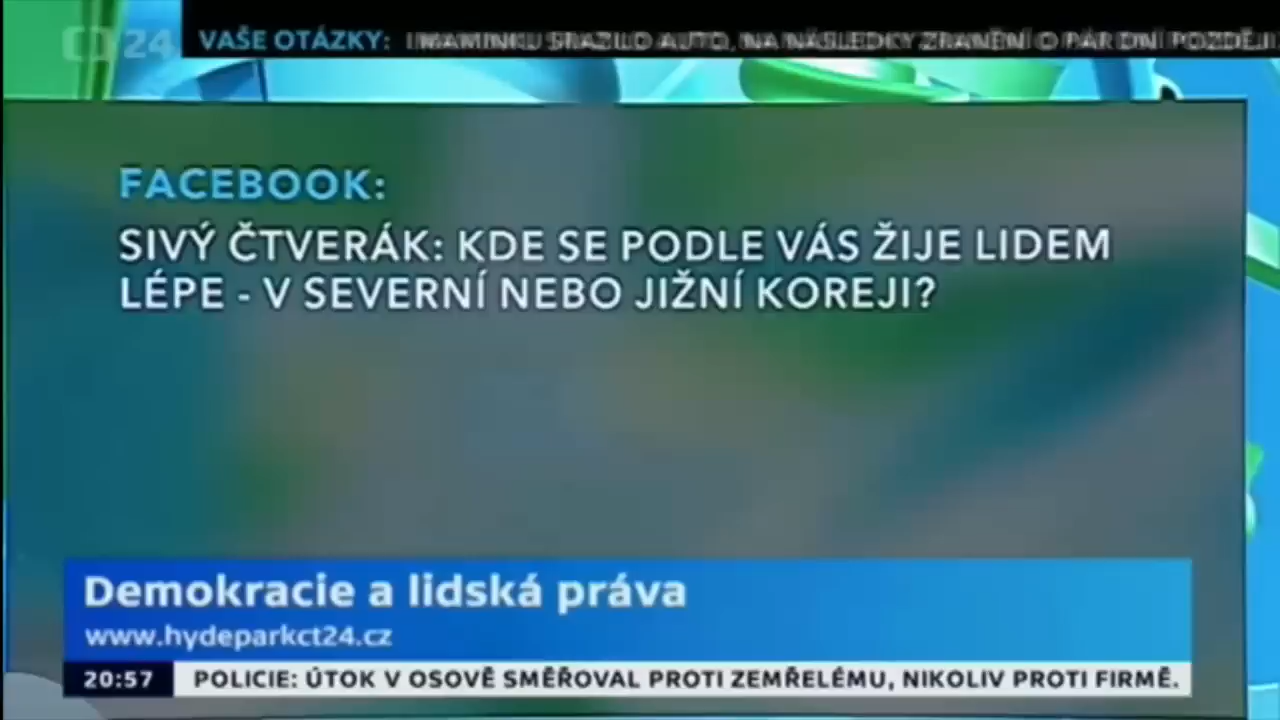 24
VAŠE OTÁZKY: MAMINKU SRAZILO AUTO, NA NÁSLEDKY ZRANĚNÍ O PÁR DNÍ POZDĚJI
FACEBOOK:
SIVÝ ČTVERÁK: KDE SE PODLE VÁS ŽIJE LIDEM
LÉPE - V SEVERNÍ NEBO JIŽNÍ KOREJI?
Demokracie a lidská práva
www.hydeparkct24.cz
20:57 POLICIE: ÚTOK V OSOVĚ SMĚŘOVAL PROTI ZEMŘELÉMU, NIKOLIV PROTI FIRMĚ.